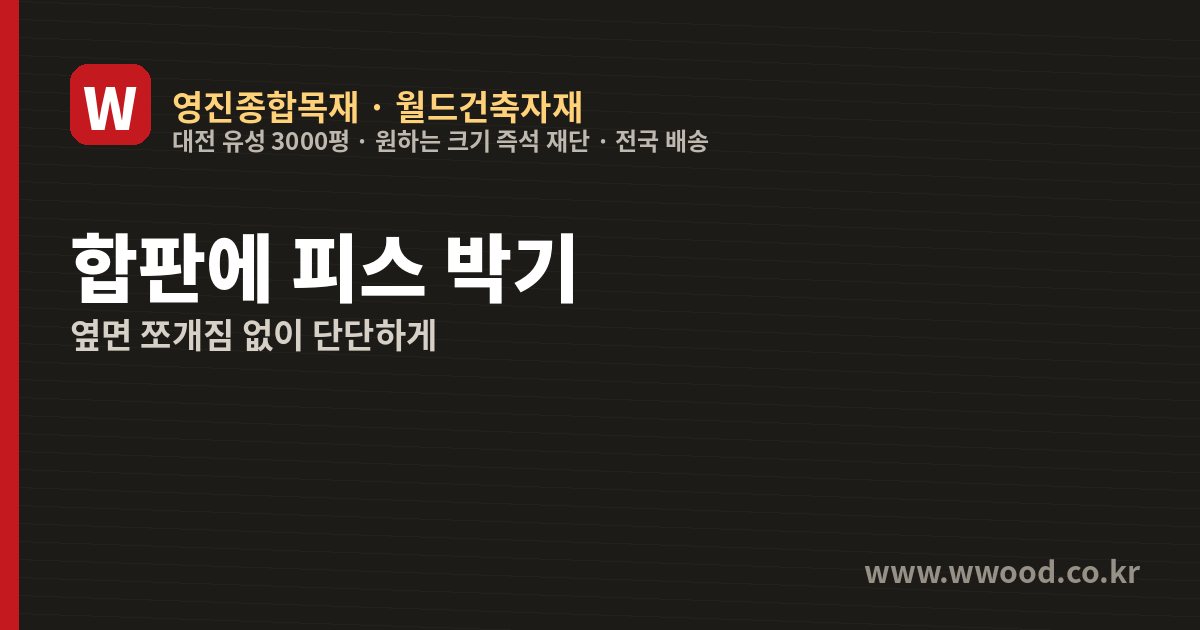 W
영진종합목재 · 월드건축자재
대전 유성 3000평 · 원하는 크기 즉석 재단 · 전국 배송
합판에 피스 박기
옆면 쪼개짐 없이 단단하게
www.wwood.co.kr